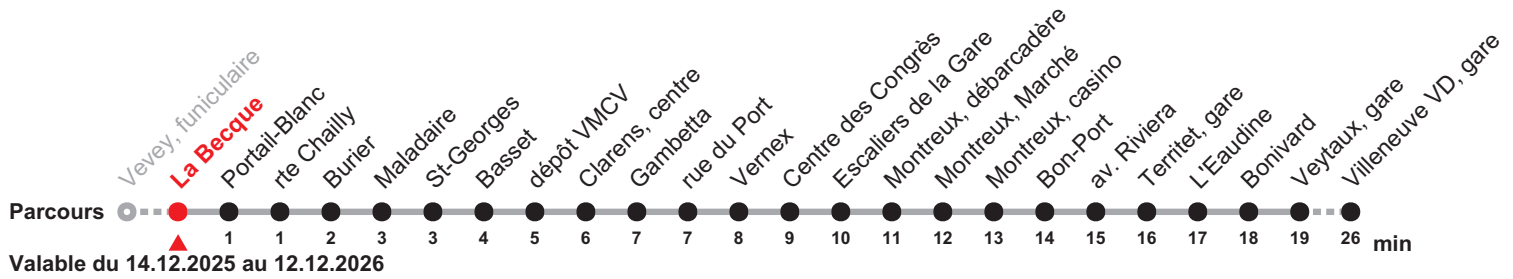 Vevey, funiculaire
La Becque
Portail-Blanc
rte Chailly
Burier
Maladaire
St-Georges
Basset
dépôt VMCV
Clarens, centre
Gambetta
rue du Port
Vernex
Centre des Congrès
Escaliers de la Gare
Montreux, débarcadère
Montreux, Marché
Montreux, casino
Bon-Port
av. Riviera
Territet, gare
L'Eaudine
Bonivard
Veytaux, gare
Villeneuve VD, gare
Parcours
1 1 2 3 3 4 5 6 7 7 8 9 10 11 12 13 14 15 16 17 18 19 26 min
Valable du 14.12.2025 au 12.12.2026